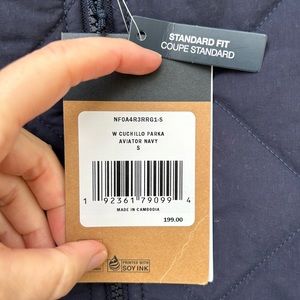 STANDARD FIT
COUPE STANDARD
NF0A4R3RRG1-S
W CUCHILLO PARKA
AVIATOR NAVY
S
1 92361 79099 4
MADE IN CAMBODIA
199.00
PRINTED WITH
SOY INK